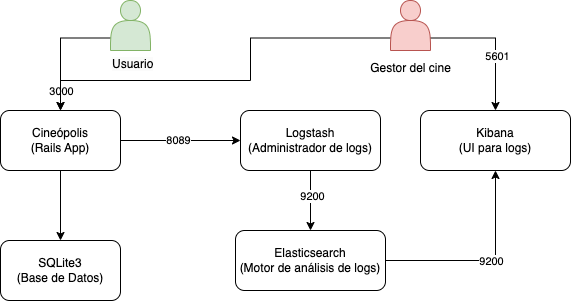 Usuario
Gestor del cine
5601
3000
Cineópolis
(Rails App)
8089
Logstash
(Administrador de logs)
Kibana
(UI para logs)
9200
SQLite3
(Base de Datos)
Elasticsearch
(Motor de análisis de logs)
9200